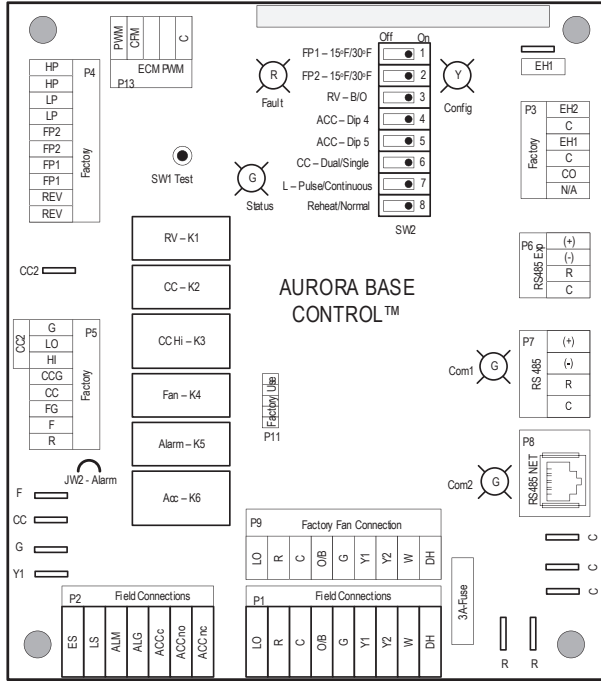 PWM
CFM
C
ECM PWM
P13
R
Fault
Off On
FP1 – 15°F/30°F 1
FP2 – 15°F/30°F 2
RV – B/O 3
ACC – Dip 4 4
ACC – Dip 5 5
CC – Dual/Single 6
L – Pulse/Continuous 7
Reheat/Normal 8
SW2
Y
Config
EH1
P4
Factory
HP
HP
LP
LP
FP2
FP2
FP1
FP1
REV
REV
SW1 Test
G
Status
P3
Factory
EH2
C
EH1
C
CO
N/A
CC2
RV – K1
CC – K2
CC Hi – K3
Fan – K4
Alarm – K5
Acc – K6
AURORA BASE
CONTROL™
P6
RS485 Exp
(+)
(-)
R
C
CC2
P5
Factory
G
LO
HI
CCG
CC
FG
F
R
Factory Use
P11
Com1
G
P7
RS 485
(+)
(-)
R
C
JW2 - Alarm
Com2
G
P8
RS485 NET
F
CC
G
Y1
P9 Factory Fan Connection
LO R C O/B G Y1 Y2 W DH
C
C
C
P2 Field Connections
ES LS ALM ALG ACCc ACCno ACCnc
P1 Field Connections
LO R C O/B G Y1 Y2 W DH
3A-Fuse
R R